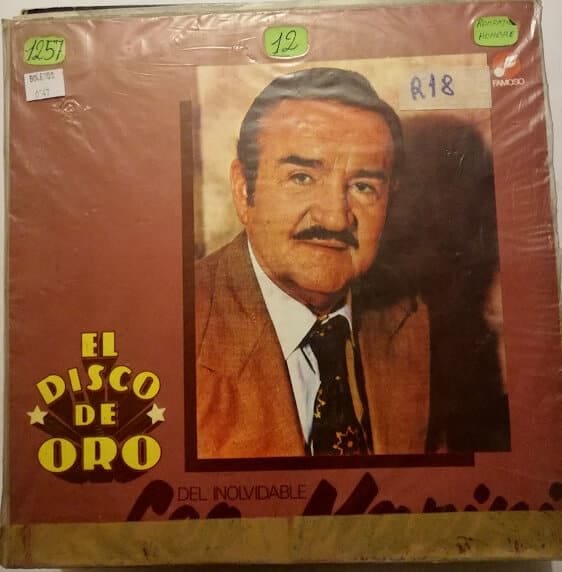 1257
12
ROMANTICO
HOMBRE
BOLEROS
R18
FAMOSO
EL
DISCO
DE
ORO
DEL INOLVIDABLE